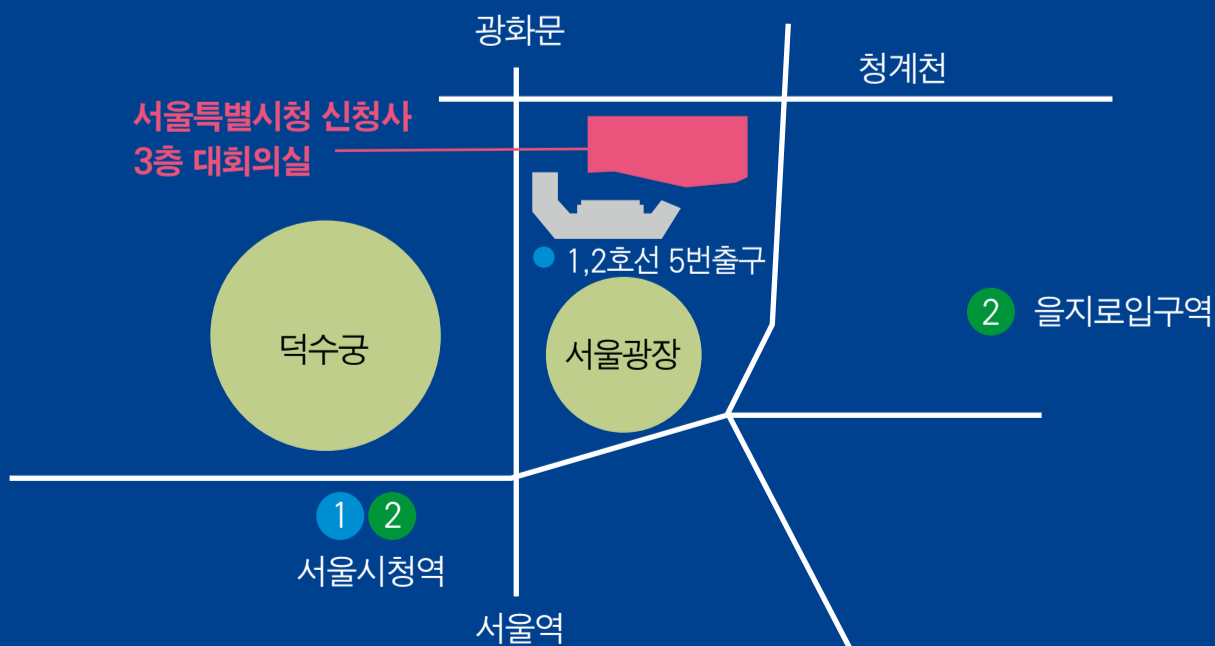 광화문
청계천
서울특별시청 신청사
3층 대회의실
1,2호선 5번출구
2 을지로입구역
덕수궁
서울광장
1 2
서울시청역
서울역